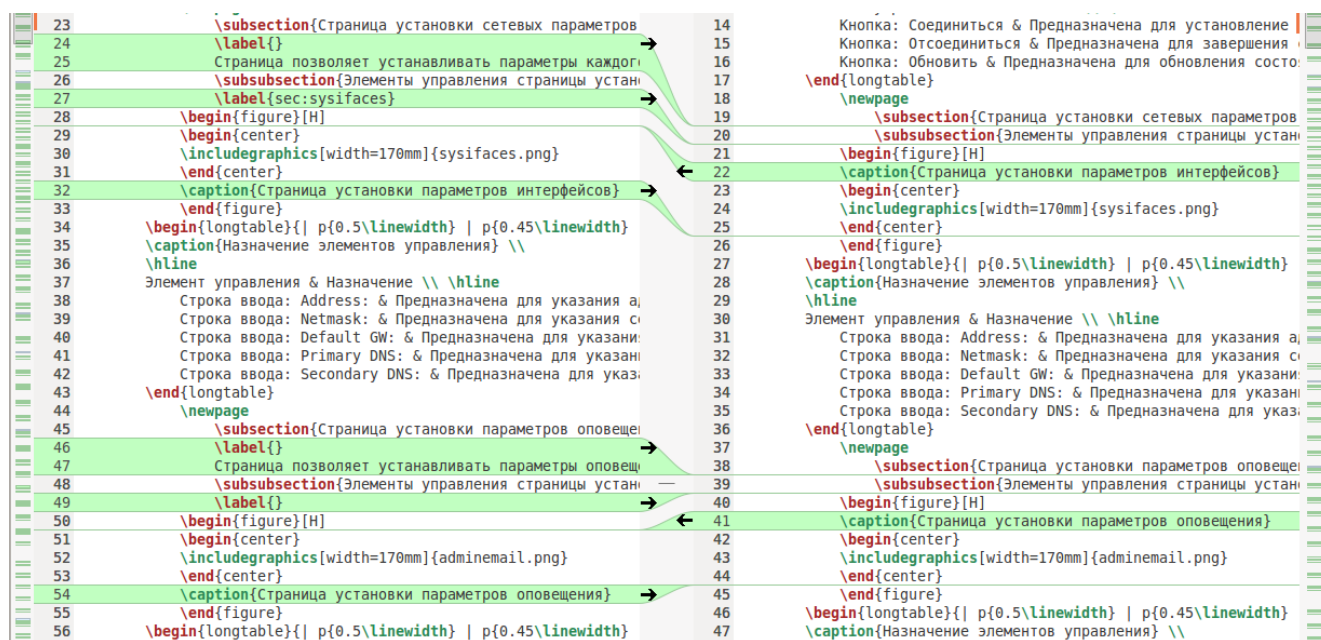 23 \subsection{Страница установки сетевых параметров
24 \label{}
25 Страница позволяет устанавливать параметры каждог
26 \subsubsection{Элементы управления страницы устан
27 \label{sec:sysifaces}
28 \begin{figure}[H]
29 \begin{center}
30 \includegraphics[width=170mm]{sysifaces.png}
31 \end{center}
32 \caption{Страница установки параметров интерфейсов}
33 \end{figure}
34 \begin{longtable}{| p{0.5\linewidth} | p{0.45\linewidth}
35 \caption{Назначение элементов управления} \\
36 \hline
37 Элемент управления & Назначение \\ \hline
38 Строка ввода: Address: & Предназначена для указания а
39 Строка ввода: Netmask: & Предназначена для указания с
40 Строка ввода: Default GW: & Предназначена для указани
41 Строка ввода: Primary DNS: & Предназначена для указан
42 Строка ввода: Secondary DNS: & Предназначена для указ
43 \end{longtable}
44 \newpage
45 \subsection{Страница установки параметров оповеще
46 \label{}
47 Страница позволяет устанавливать параметры оповещ
48 \subsubsection{Элементы управления страницы устан
49 \label{}
50 \begin{figure}[H]
51 \begin{center}
52 \includegraphics[width=170mm]{adminemail.png}
53 \end{center}
54 \caption{Страница установки параметров оповещения}
55 \end{figure}
56 \begin{longtable}{| p{0.5\linewidth} | p{0.45\linewidth}
14 Кнопка: Соединиться & Предназначена для установление
15 Кнопка: Отсоединиться & Предназначена для завершения
16 Кнопка: Обновить & Предназначена для обновления состо
17 \end{longtable}
18 \newpage
19 \subsection{Страница установки сетевых параметров
20 \subsubsection{Элементы управления страницы устан
21 \begin{figure}[H]
22 \caption{Страница установки параметров интерфейсов}
23 \begin{center}
24 \includegraphics[width=170mm]{sysifaces.png}
25 \end{center}
26 \end{figure}
27 \begin{longtable}{| p{0.5\linewidth} | p{0.45\linewidth}
28 \caption{Назначение элементов управления} \\
29 \hline
30 Элемент управления & Назначение \\ \hline
31 Строка ввода: Address: & Предназначена для указания а
32 Строка ввода: Netmask: & Предназначена для указания с
33 Строка ввода: Default GW: & Предназначена для указани
34 Строка ввода: Primary DNS: & Предназначена для указан
35 Строка ввода: Secondary DNS: & Предназначена для указ
36 \end{longtable}
37 \newpage
38 \subsection{Страница установки параметров оповеще
39 \subsubsection{Элементы управления страницы устан
40 \begin{figure}[H]
41 \caption{Страница установки параметров оповещения}
42 \begin{center}
43 \includegraphics[width=170mm]{adminemail.png}
44 \end{center}
45 \end{figure}
46 \begin{longtable}{| p{0.5\linewidth} | p{0.45\linewidth}
47 \caption{Назначение элементов управления} \\